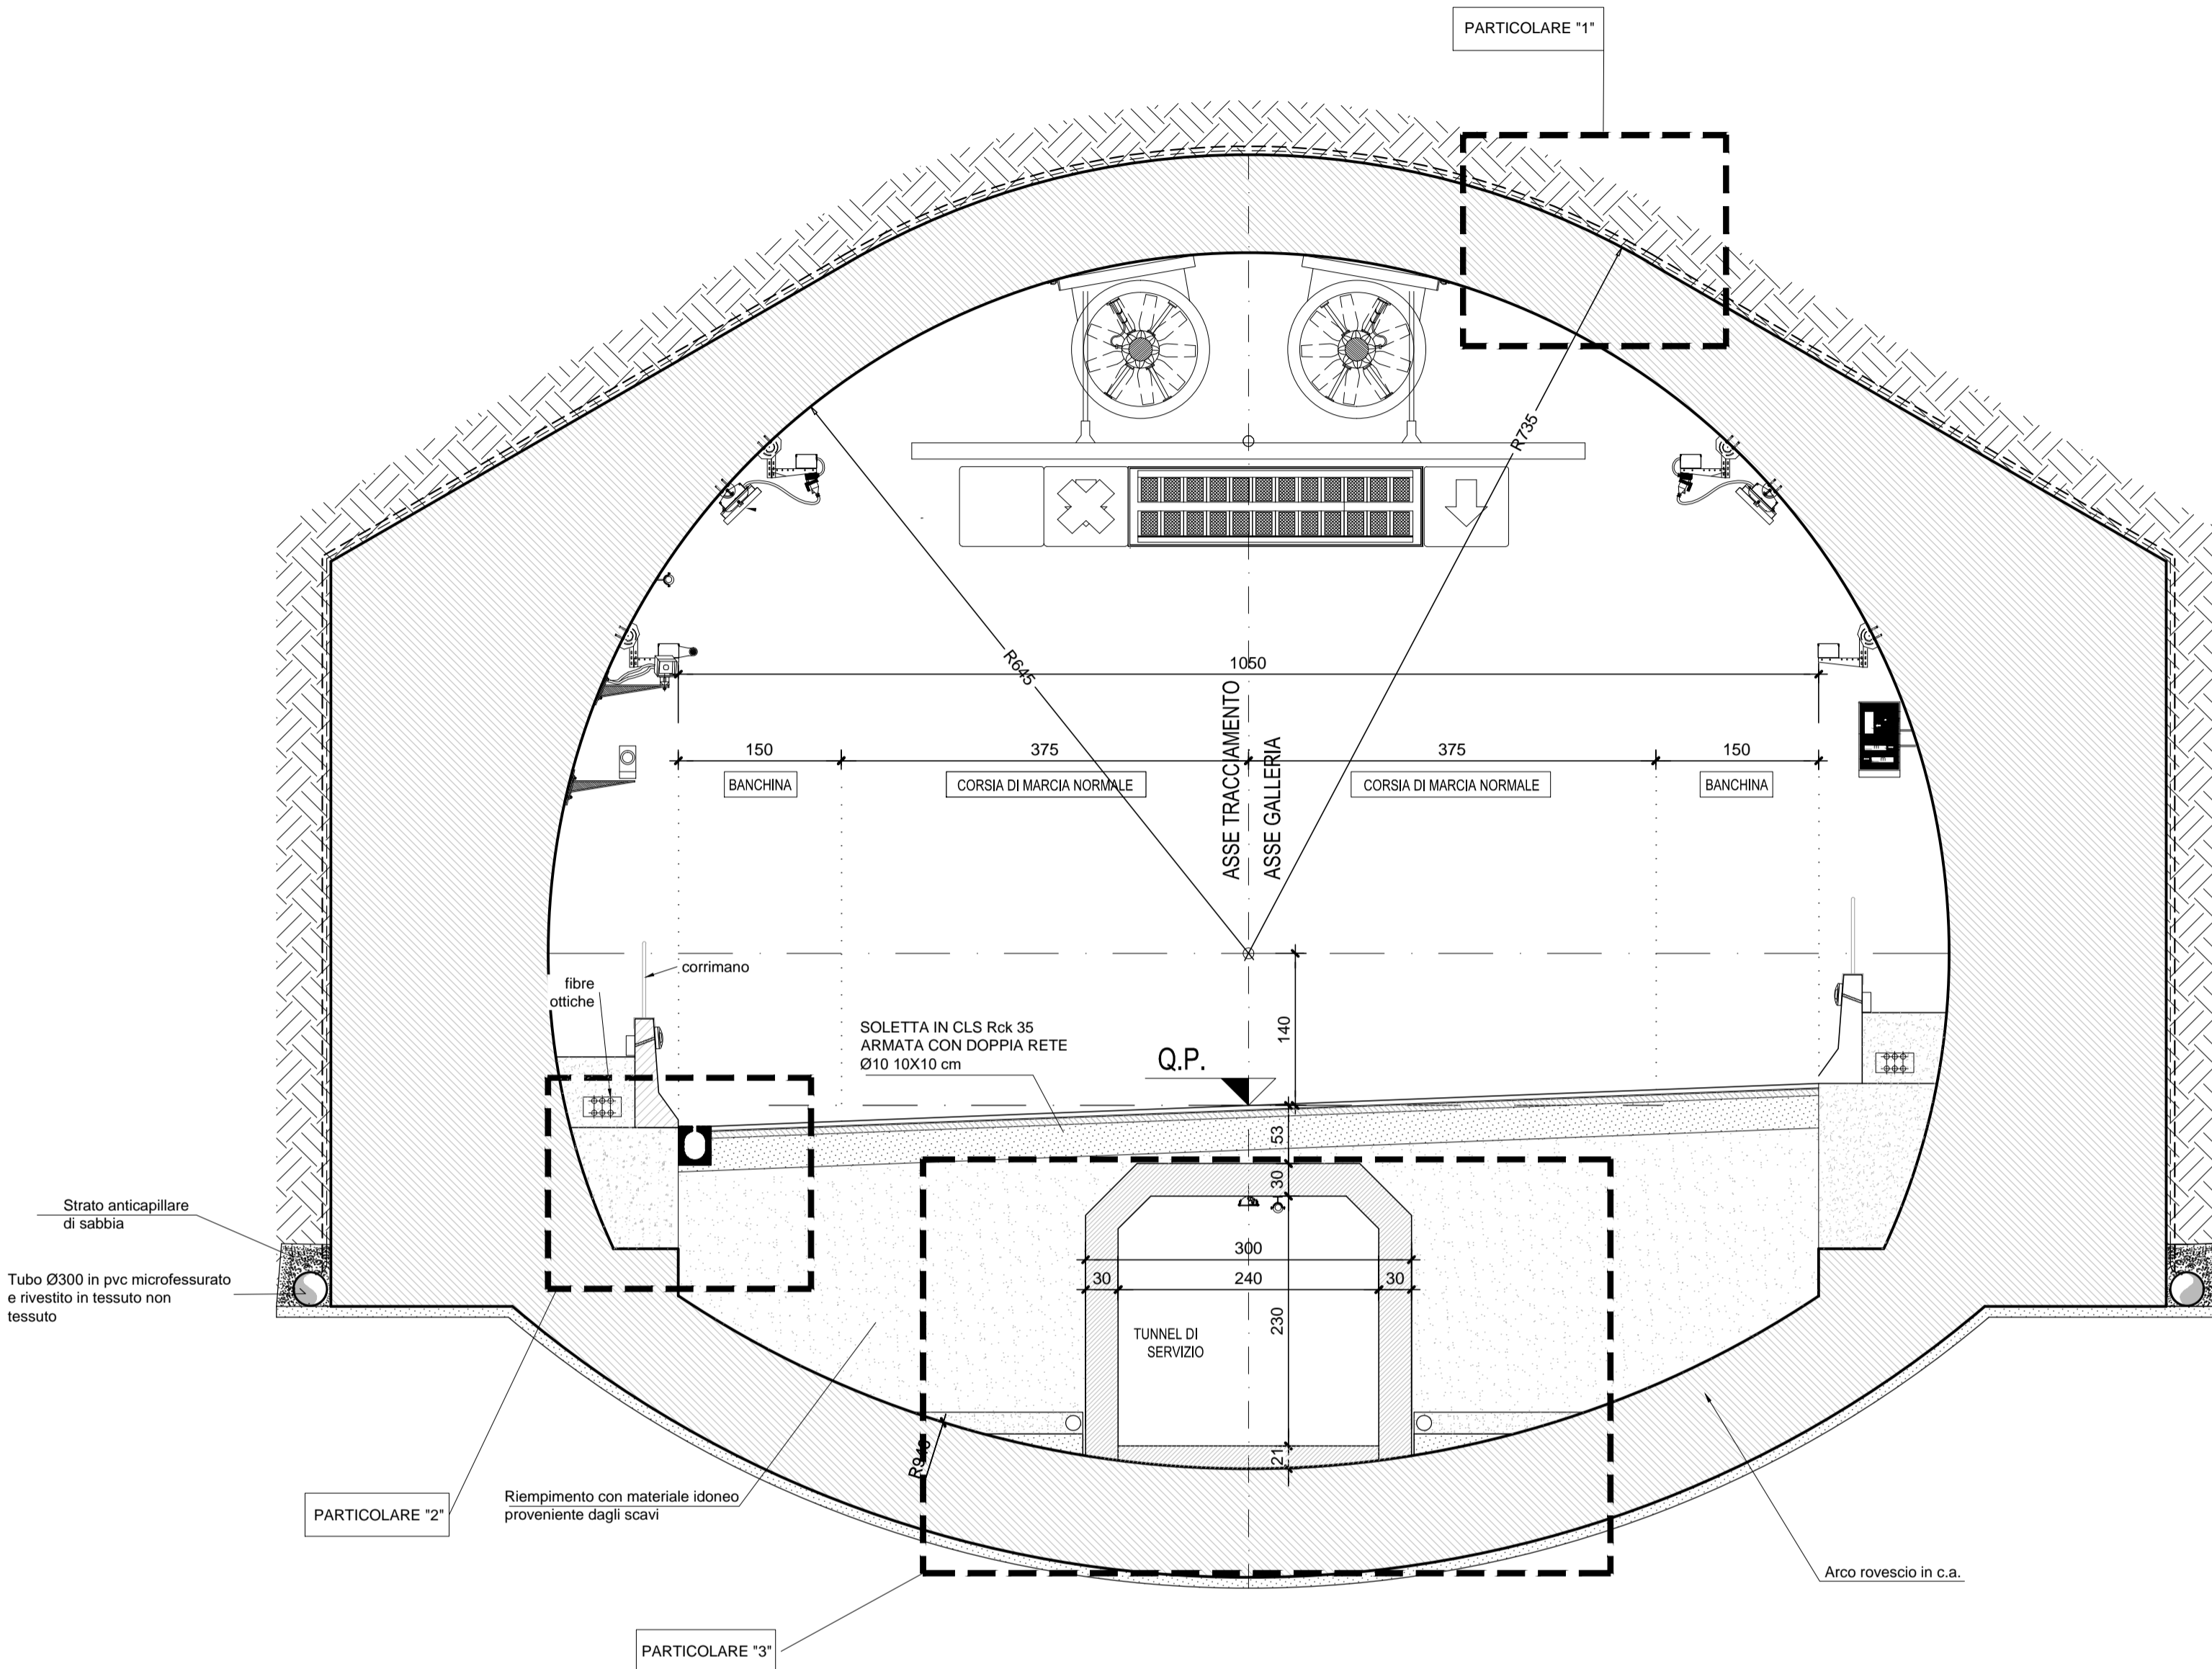 PARTICOLARE "1"
R735
R645
1050
150
375
375
150
BANCHINA
CORSIA DI MARCIA NORMALE
CORSIA DI MARCIA NORMALE
BANCHINA
ASSE TRACCIAMENTO
ASSE GALLERIA
corrimano
fibre
ottiche
SOLETTA IN CLS Rck 35
ARMATA CON DOPPIA RETE
Ø10 10X10 cm
Q.P.
140
53
30
Strato anticapillare
di sabbia
Tubo Ø300 in pvc microfessurato
e rivestito in tessuto non
tessuto
300
30
240
30
230
TUNNEL DI
SERVIZIO
21
PARTICOLARE "2"
Riempimento con materiale idoneo
proveniente dagli scavi
Arco rovescio in c.a.
PARTICOLARE "3"